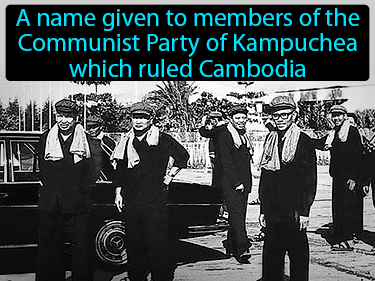 A name given to members of the
Communist Party of Kampuchea
which ruled Cambodia